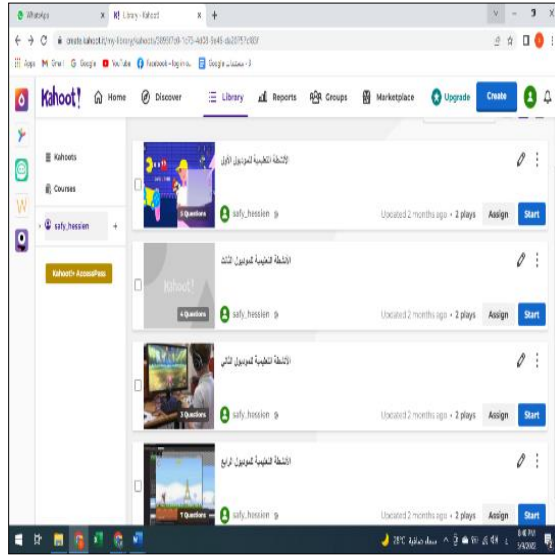 WhatsApp
Library - Kahoot!
Apps Gmail Google YouTube
Kahoot! Home Discover Library Reports Groups Marketplace Upgrade Create
Kahoots
Courses
safy_hessien
Kahoot!+ AccessPass
الأنشطة التعليمية للموديول الأول
5 Questions
safy_hessien
Updated 2 months ago • 2 plays Assign Start
الأنشطة التعليمية للموديول الثالث
Kahoot!
4 Questions
safy_hessien
Updated 2 months ago • 2 plays Assign Start
الأنشطة التعليمية للموديول الثاني
Questions
safy_hessien
Updated 2 months ago • 2 plays Assign Start
الأنشطة التعليمية للموديول الرابع
Questions
safy_hessien
Updated 2 months ago • 2 plays Assign Start